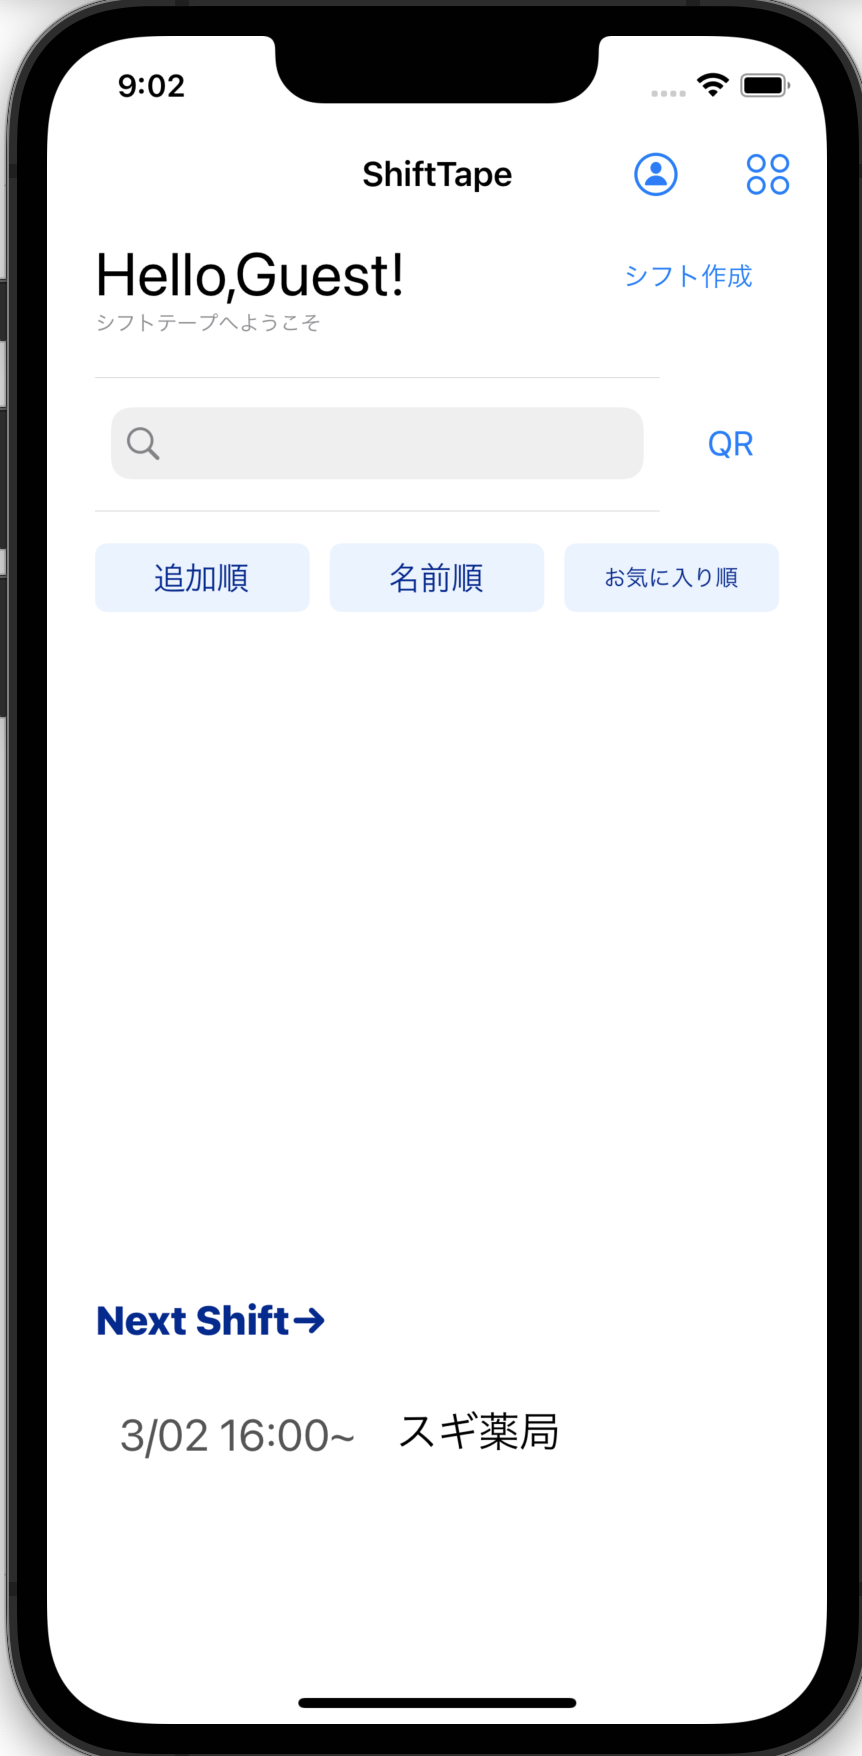 9:02
ShiftTape
Hello,Guest!
シフト作成
シフトテープへようこそ
QR
追加順
名前順
お気に入り順
Next Shift→
3/02 16:00~
スギ薬局